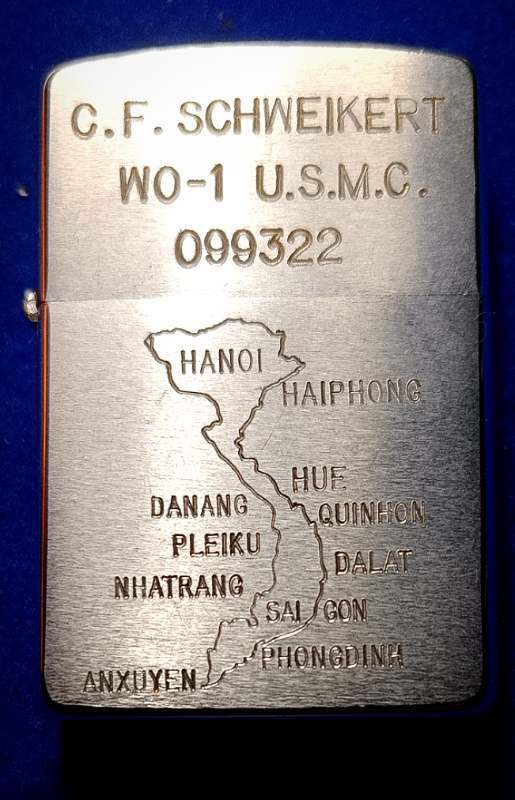 C.F. SCHWEIKERT
WO-1 U.S.M.C.
099322
HANOI
HAIPHONG
HUE
DANANG
QUINHON
PLEIKU
DALAT
NHATRANG
SAI GON
PHONGDINH
ANXUYEN